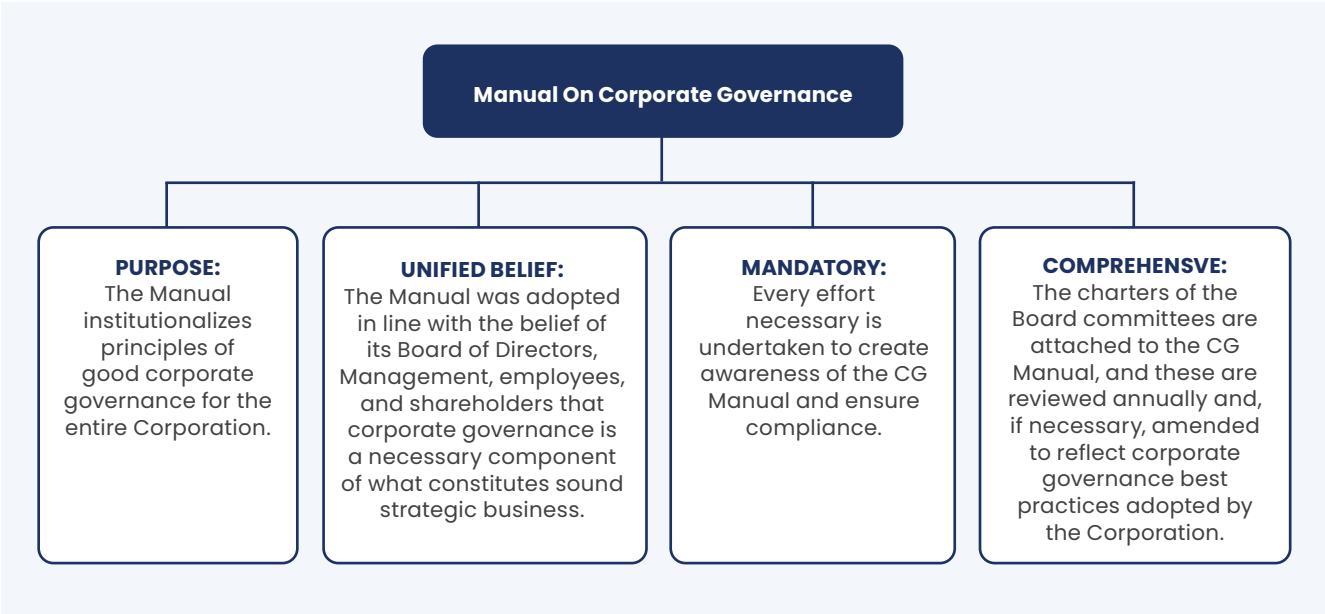 Manual On Corporate Governance
PURPOSE:
The Manual
institutionalizes
principles of
good corporate
governance for the
entire Corporation.
UNIFIED BELIEF:
The Manual was adopted
in line with the belief of
its Board of Directors,
Management, employees,
and shareholders that
corporate governance is
a necessary component
of what constitutes sound
strategic business.
MANDATORY:
Every effort
necessary is
undertaken to create
awareness of the CG
Manual and ensure
compliance.
COMPREHENSVE:
The charters of the
Board committees are
attached to the CG
Manual, and these are
reviewed annually and,
if necessary, amended
to reflect corporate
governance best
practices adopted by
the Corporation.